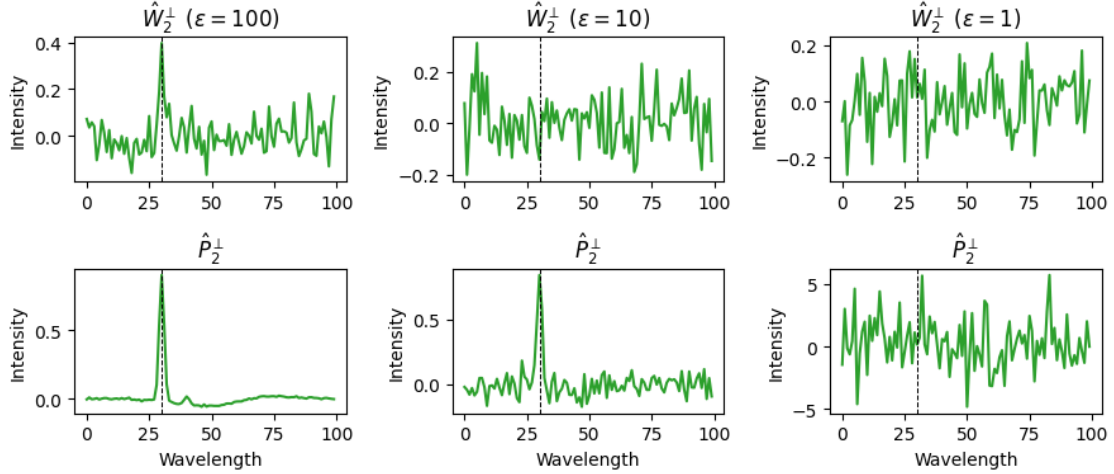 Ŵ₂⊥ (ε = 100)
Ŵ₂⊥ (ε = 10)
Ŵ₂⊥ (ε = 1)
Intensity
0.4
0.2
0.0
0 25 50 75 100
Intensity
0.2
0.0
−0.2
0 25 50 75 100
Intensity
0.2
0.0
−0.2
0 25 50 75 100
P̂₂⊥
P̂₂⊥
P̂₂⊥
Intensity
0.5
0.0
0 25 50 75 100
Wavelength
Intensity
0.5
0.0
0 25 50 75 100
Wavelength
Intensity
5
0
−5
0 25 50 75 100
Wavelength